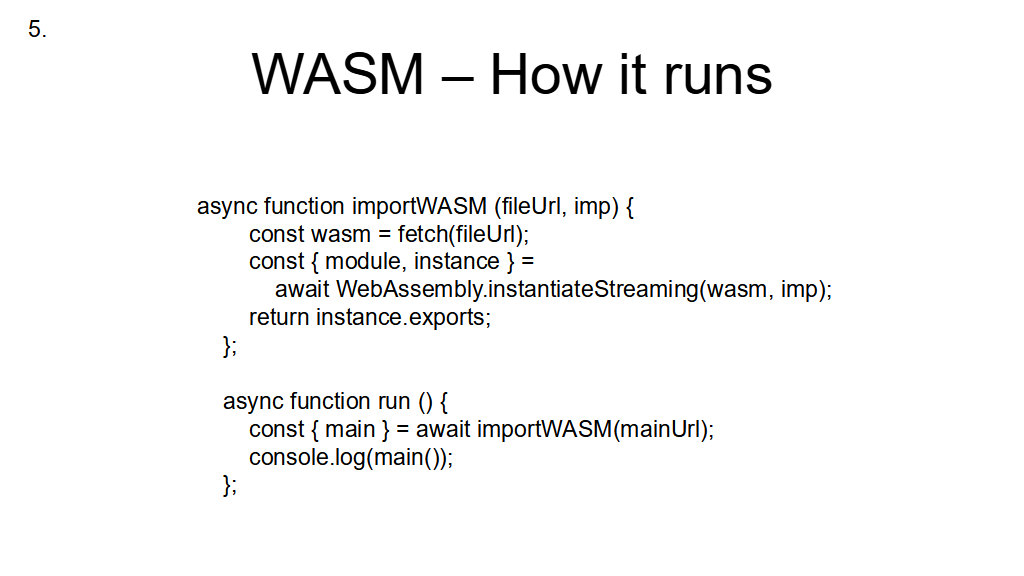 5.
WASM – How it runs
async function importWASM (fileUrl, imp) {
const wasm = fetch(fileUrl);
const { module, instance } =
await WebAssembly.instantiateStreaming(wasm, imp);
return instance.exports;
};
async function run () {
const { main } = await importWASM(mainUrl);
console.log(main());
};